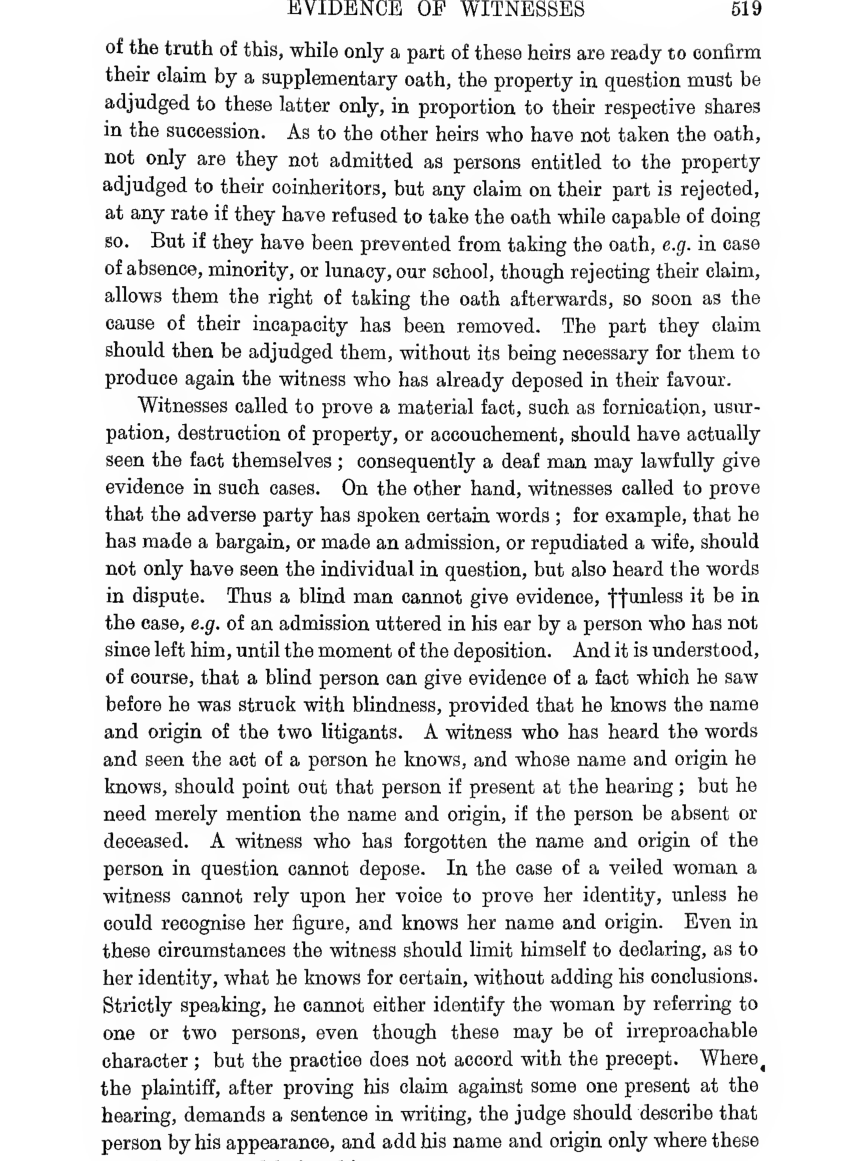 EVIDENCE OF WITNESSES 519
of the truth of this, while only a part of these heirs are ready to confirm
their claim by a supplementary oath, the property in question must be
adjudged to these latter only, in proportion to their respective shares
in the succession. As to the other heirs who have not taken the oath,
not only are they not admitted as persons entitled to the property
adjudged to their coinheritors, but any claim on their part is rejected,
at any rate if they have refused to take the oath while capable of doing
so. But if they have been prevented from taking the oath, e.g. in case
of absence, minority, or lunacy, our school, though rejecting their claim,
allows them the right of taking the oath afterwards, so soon as the
cause of their incapacity has been removed. The part they claim
should then be adjudged them, without its being necessary for them to
produce again the witness who has already deposed in their favour.
Witnesses called to prove a material fact, such as fornication, usur-
pation, destruction of property, or accouchement, should have actually
seen the fact themselves ; consequently a deaf man may lawfully give
evidence in such cases. On the other hand, witnesses called to prove
that the adverse party has spoken certain words ; for example, that he
has made a bargain, or made an admission, or repudiated a wife, should
not only have seen the individual in question, but also heard the words
in dispute. Thus a blind man cannot give evidence, ††unless it be in
the case, e.g. of an admission uttered in his ear by a person who has not
since left him, until the moment of the deposition. And it is understood,
of course, that a blind person can give evidence of a fact which he saw
before he was struck with blindness, provided that he knows the name
and origin of the two litigants. A witness who has heard the words
and seen the act of a person he knows, and whose name and origin he
knows, should point out that person if present at the hearing ; but he
need merely mention the name and origin, if the person be absent or
deceased. A witness who has forgotten the name and origin of the
person in question cannot depose. In the case of a veiled woman a
witness cannot rely upon her voice to prove her identity, unless he
could recognise her figure, and knows her name and origin. Even in
these circumstances the witness should limit himself to declaring, as to
her identity, what he knows for certain, without adding his conclusions.
Strictly speaking, he cannot either identify the woman by referring to
one or two persons, even though these may be of irreproachable
character ; but the practice does not accord with the precept. Where
the plaintiff, after proving his claim against some one present at the
hearing, demands a sentence in writing, the judge should describe that
person by his appearance, and add his name and origin only where these